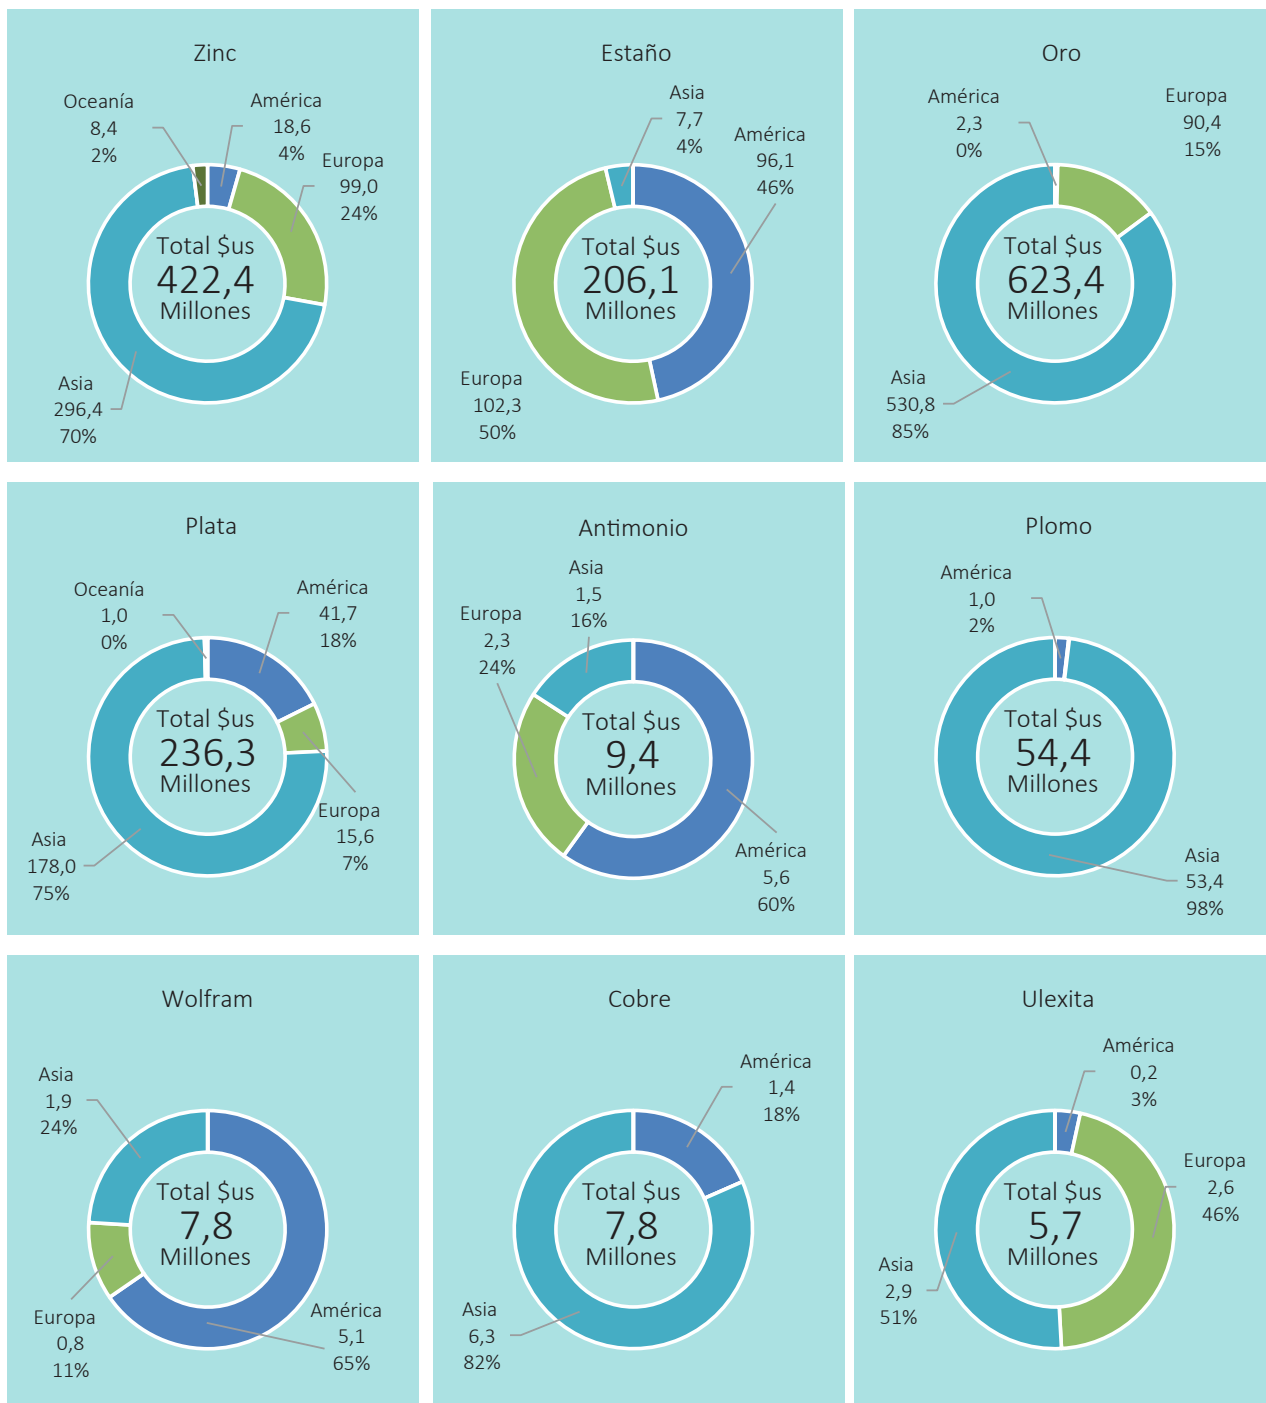 Zinc
Oceanía
8,4
2%
América
18,6
4%
Europa
99,0
24%
Total $us
422,4
Millones
Asia
296,4
70%
Estaño
Asia
7,7
4%
América
96,1
46%
Total $us
206,1
Millones
Europa
102,3
50%
Oro
América
2,3
0%
Europa
90,4
15%
Total $us
623,4
Millones
Asia
530,8
85%
Plata
Oceanía
1,0
0%
América
41,7
18%
Total $us
236,3
Millones
Europa
15,6
7%
Asia
178,0
75%
Antimonio
Asia
1,5
16%
Europa
2,3
24%
Total $us
9,4
Millones
América
5,6
60%
Plomo
América
1,0
2%
Total $us
54,4
Millones
Asia
53,4
98%
Wolfram
Asia
1,9
24%
Total $us
7,8
Millones
Europa
0,8
11%
América
5,1
65%
Cobre
América
1,4
18%
Total $us
7,8
Millones
Asia
6,3
82%
Ulexita
América
0,2
3%
Europa
2,6
46%
Total $us
5,7
Millones
Asia
2,9
51%